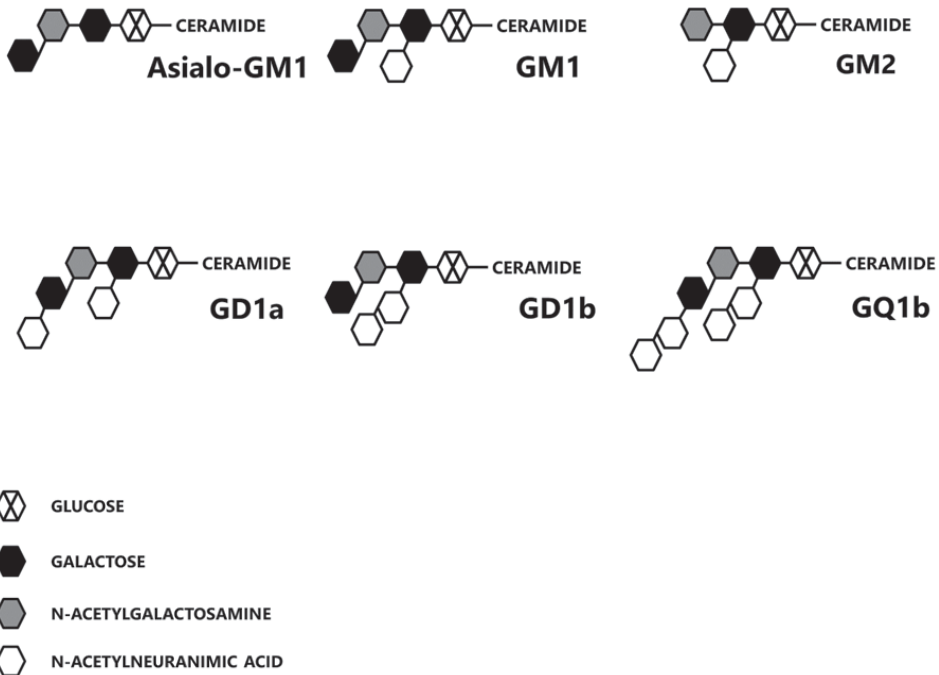 CERAMIDE CERAMIDE CERAMIDE
Asialo-GM1 GM1 GM2
CERAMIDE CERAMIDE CERAMIDE
GD1a GD1b GQ1b
GLUCOSE
GALACTOSE
N-ACETYLGALACTOSAMINE
N-ACETYLNEURANIMIC ACID